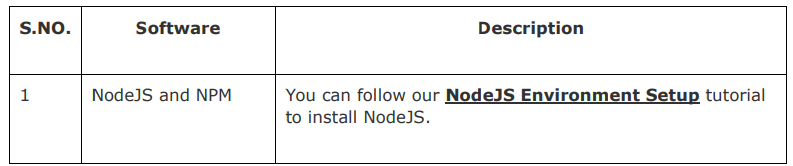 S.NO. Software Description
1 NodeJS and NPM You can follow our NodeJS Environment Setup tutorial
to install NodeJS.